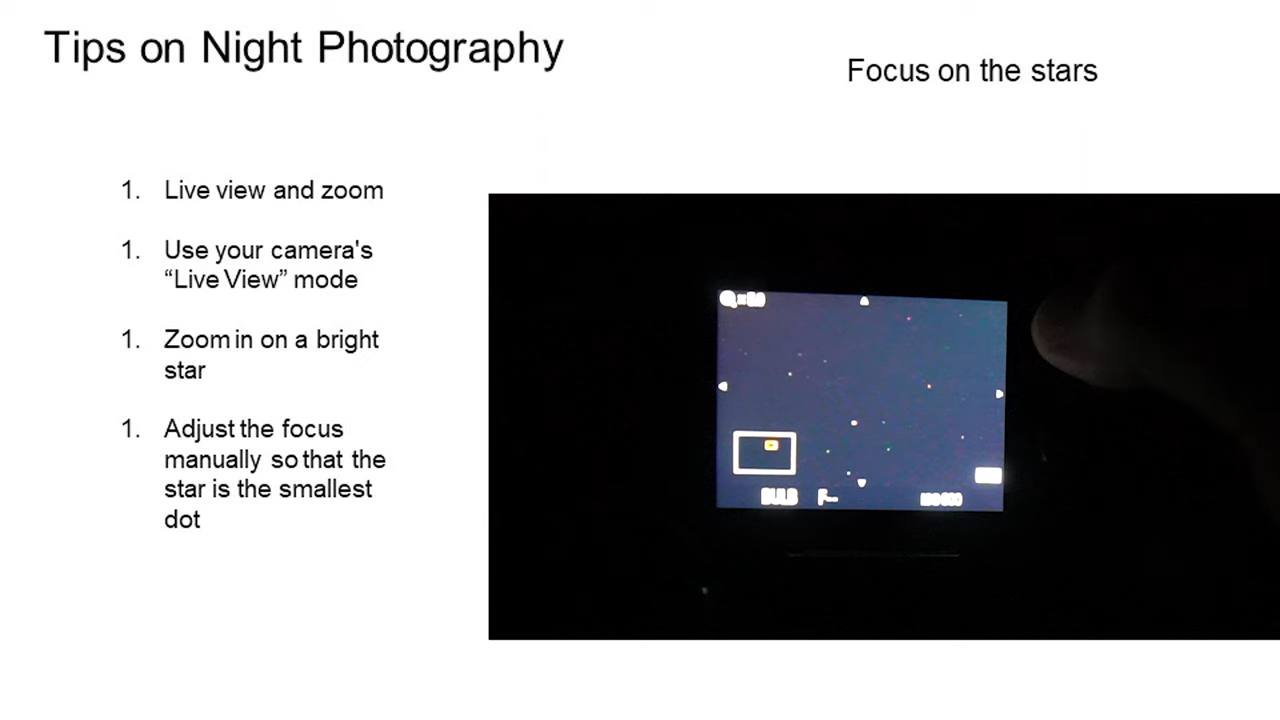 Tips on Night Photography
Focus on the stars
1. Live view and zoom
1. Use your camera's
“Live View” mode
1. Zoom in on a bright
star
1. Adjust the focus
manually so that the
star is the smallest
dot
BULB F--